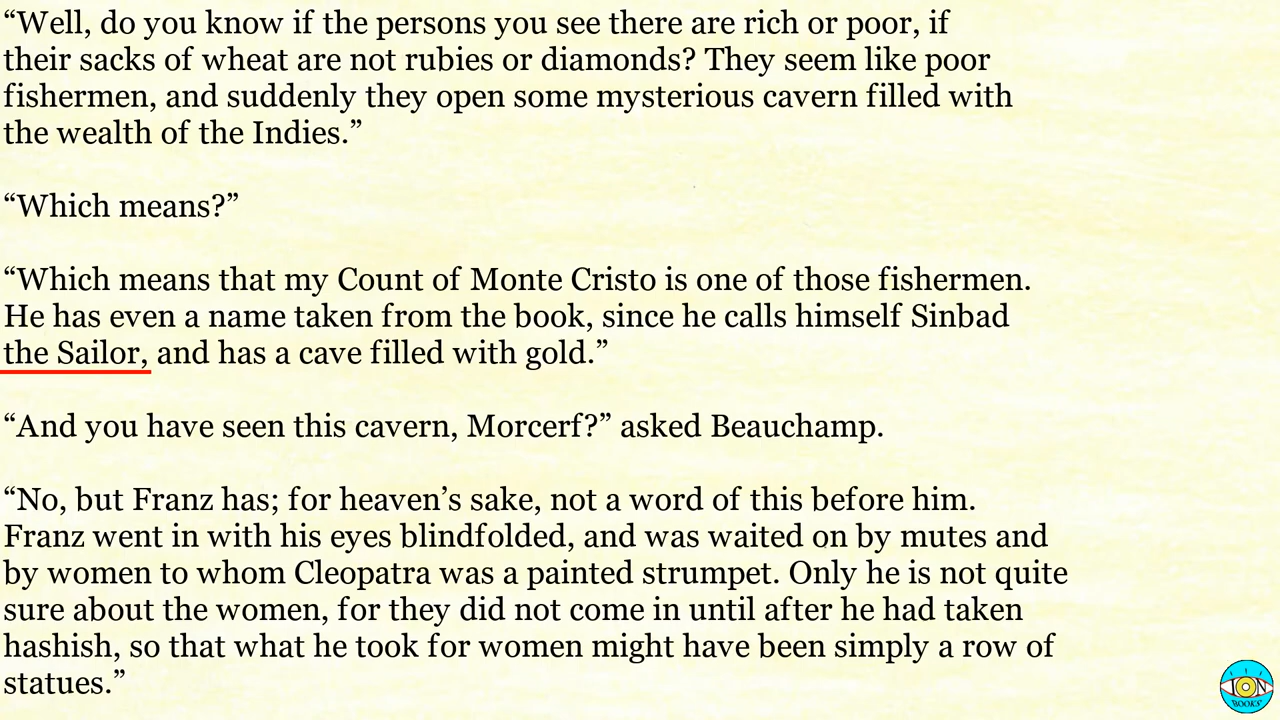 “Well, do you know if the persons you see there are rich or poor, if
their sacks of wheat are not rubies or diamonds? They seem like poor
fishermen, and suddenly they open some mysterious cavern filled with
the wealth of the Indies.”
“Which means?”
“Which means that my Count of Monte Cristo is one of those fishermen.
He has even a name taken from the book, since he calls himself Sinbad
the Sailor, and has a cave filled with gold.”
“And you have seen this cavern, Morcerf?” asked Beauchamp.
“No, but Franz has; for heaven’s sake, not a word of this before him.
Franz went in with his eyes blindfolded, and was waited on by mutes and
by women to whom Cleopatra was a painted strumpet. Only he is not quite
sure about the women, for they did not come in until after he had taken
hashish, so that what he took for women might have been simply a row of
statues.”
ION
BOOKS